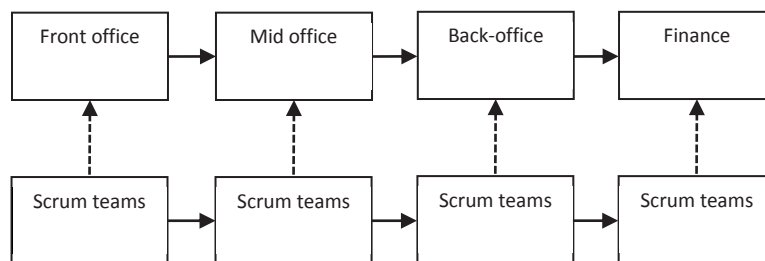 Front office
Mid office
Back-office
Finance
Scrum teams
Scrum teams
Scrum teams
Scrum teams